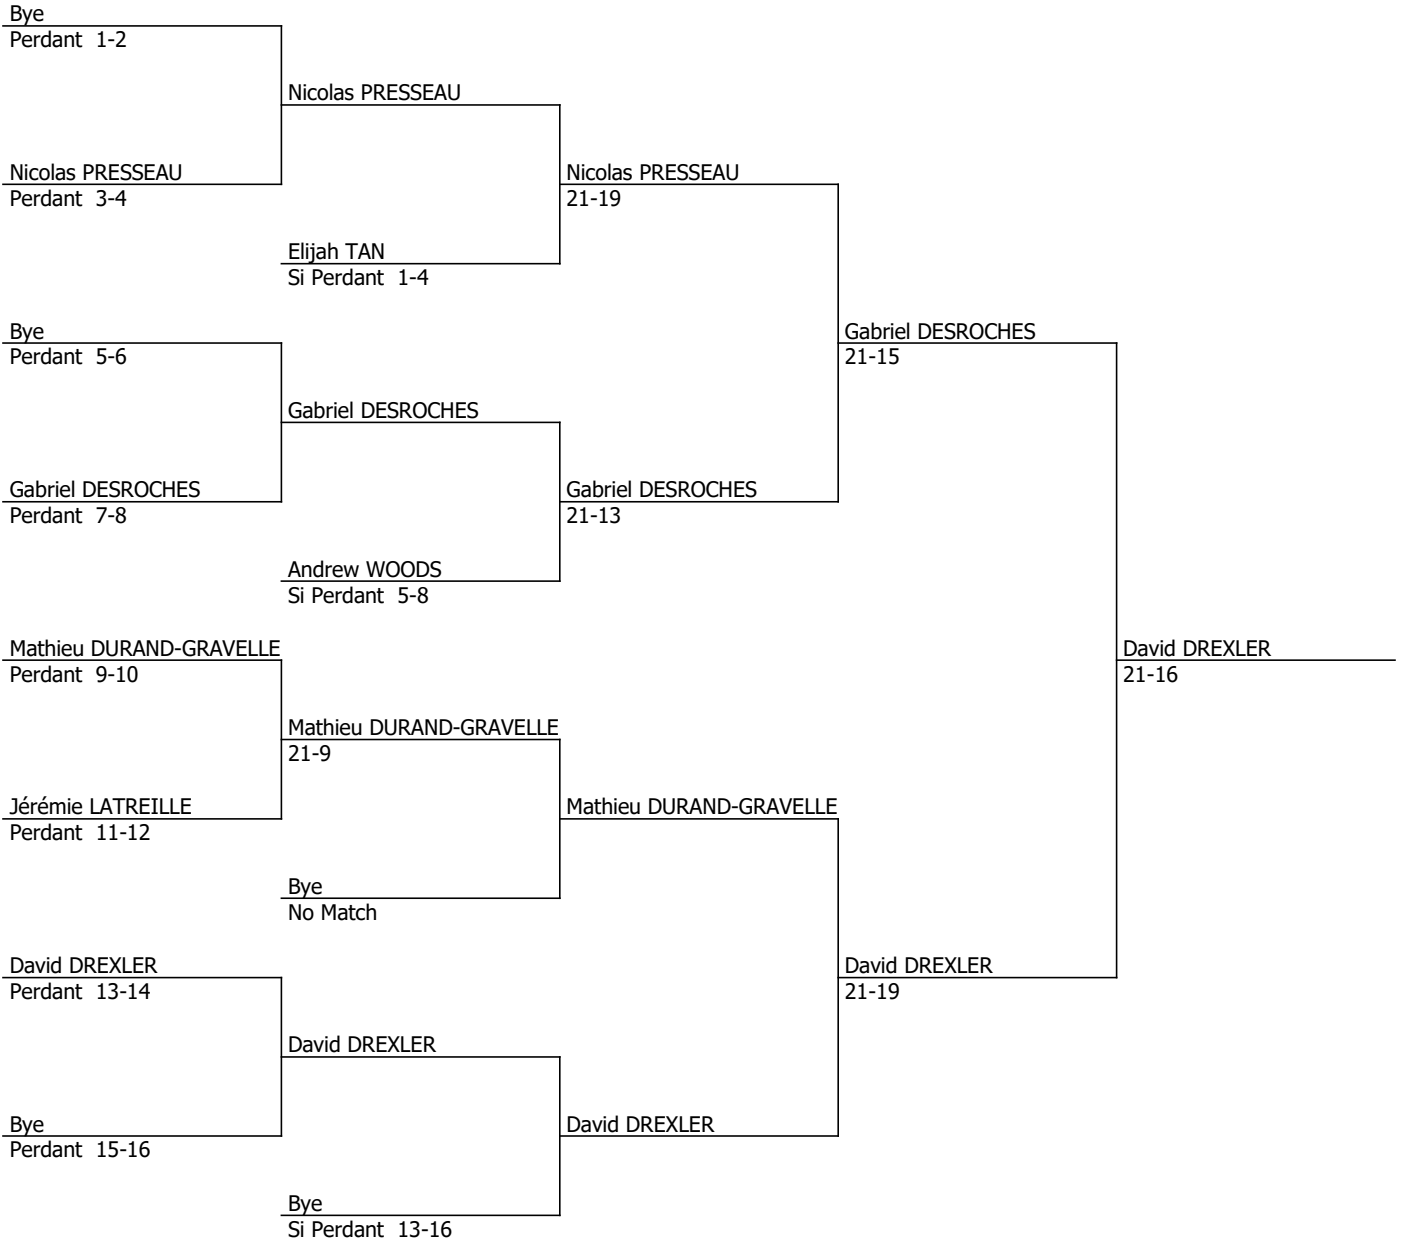 Bye
Perdant 1-2
Nicolas PRESSEAU
Nicolas PRESSEAU
Perdant 3-4
Nicolas PRESSEAU
21-19
Elijah TAN
Si Perdant 1-4
Bye
Perdant 5-6
Gabriel DESROCHES
21-15
Gabriel DESROCHES
Gabriel DESROCHES
Perdant 7-8
Gabriel DESROCHES
21-13
Andrew WOODS
Si Perdant 5-8
Mathieu DURAND-GRAVELLE
Perdant 9-10
David DREXLER
21-16
Mathieu DURAND-GRAVELLE
21-9
Jérémie LATREILLE
Perdant 11-12
Mathieu DURAND-GRAVELLE
Bye
No Match
David DREXLER
Perdant 13-14
David DREXLER
21-19
David DREXLER
Bye
Perdant 15-16
David DREXLER
Bye
Si Perdant 13-16